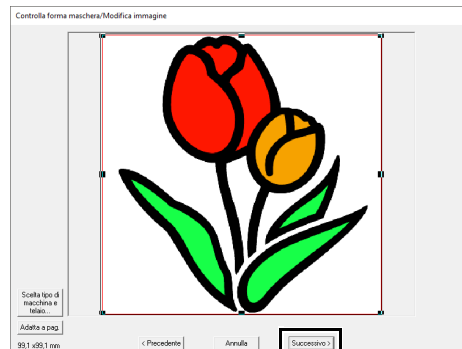 Controlla forma maschera/Modifica immagine
Scelta tipo di
macchina e
telaio...
Adatta a pag.
99,1 x99,1 mm
< Precedente
Annulla
Successivo >